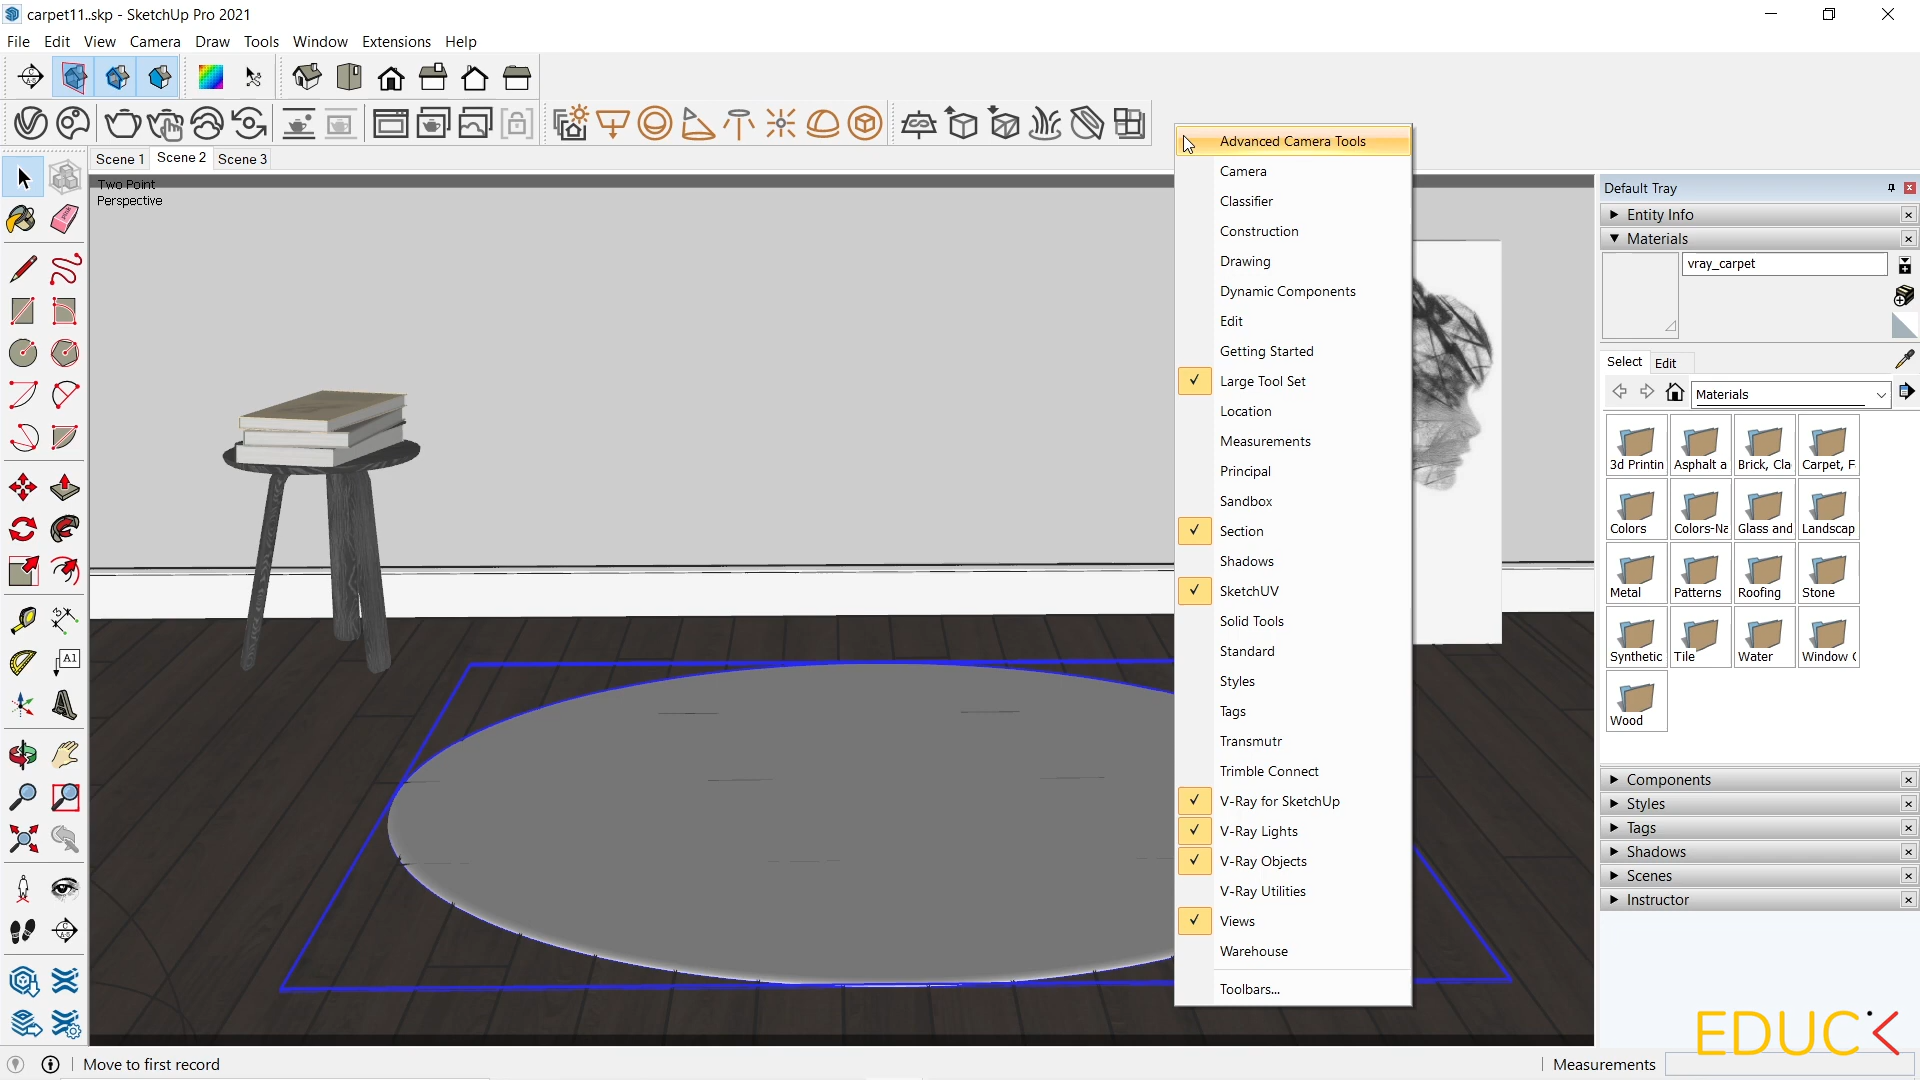 carpet11..skp - SketchUp Pro 2021
File Edit View Camera Draw Tools Window Extensions Help
Scene 1 Scene 2 Scene 3
Two Point
Perspective
A1
Advanced Camera Tools
Camera
Classifier
Construction
Drawing
Dynamic Components
Edit
Getting Started
Large Tool Set
Location
Measurements
Principal
Sandbox
Section
Shadows
SketchUV
Solid Tools
Standard
Styles
Tags
Transmutr
Trimble Connect
V-Ray for SketchUp
V-Ray Lights
V-Ray Objects
V-Ray Utilities
Views
Warehouse
Toolbars...
Default Tray
Entity Info
Materials
vray_carpet
Select Edit
Materials
3d Printin Asphalt a Brick, Cla Carpet, F
Colors Colors-Na Glass and Landscap
Metal Patterns Roofing Stone
Synthetic Tile Water Window C
Wood
Components
Styles
Tags
Shadows
Scenes
Instructor
EDUC
Move to first record
Measurements